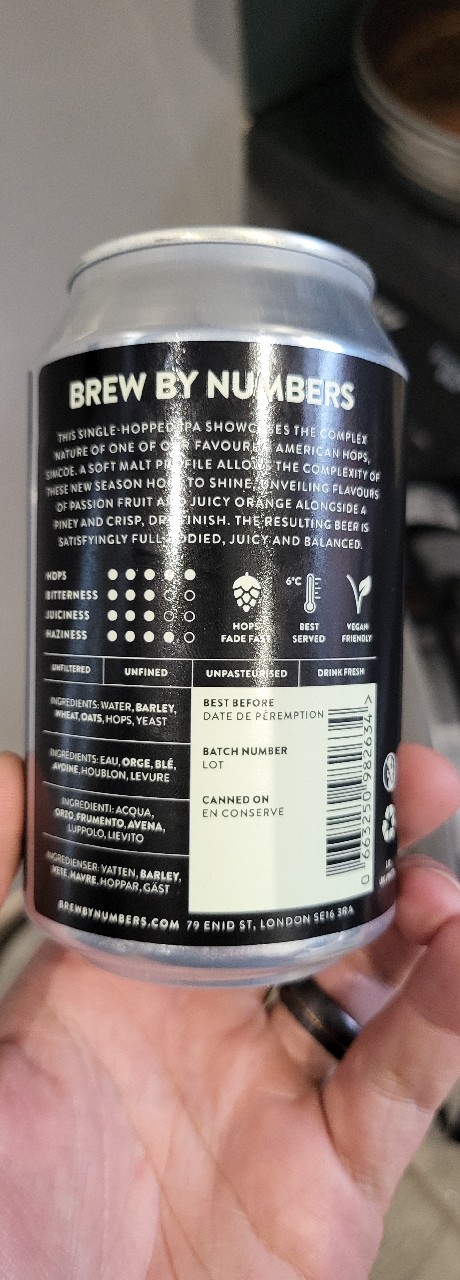 BREW BY NUMBERS
THIS SINGLE-HOPPED IPA SHOWCASES THE COMPLEX
NATURE OF ONE OF OUR FAVOURITE AMERICAN HOPS,
SIMCOE. A SOFT MALT PROFILE ALLOWS THE COMPLEXITY OF
THESE NEW SEASON HOPS TO SHINE, UNVEILING FLAVOURS
OF PASSION FRUIT AND JUICY ORANGE ALONGSIDE A
PINEY AND CRISP, DRY FINISH. THE RESULTING BEER IS
SATISFYINGLY FULL-BODIED, JUICY AND BALANCED.
HOPS
BITTERNESS
JUICINESS
HAZINESS
HOPS
FADE FAST
6°C
BEST
SERVED
VEGAN
FRIENDLY
UNFILTERED
UNFINED
UNPASTEURISED
DRINK FRESH
INGREDIENTS: WATER, BARLEY,
WHEAT, OATS, HOPS, YEAST
INGRÉDIENTS: EAU, ORGE, BLÉ,
AVOINE, HOUBLON, LEVURE
INGREDIENTI: ACQUA,
ORZO, FRUMENTO, AVENA,
LUPPOLO, LIEVITO
INGREDIENSER: VATTEN, BARLEY,
VETE, HAVRE, HOPPAR, GÄST
BEST BEFORE
DATE DE PÉREMPTION
BATCH NUMBER
LOT
CANNED ON
EN CONSERVE
0 663250 982634 >
BREWBYNUMBERS.COM 79 ENID ST, LONDON SE16 3RA